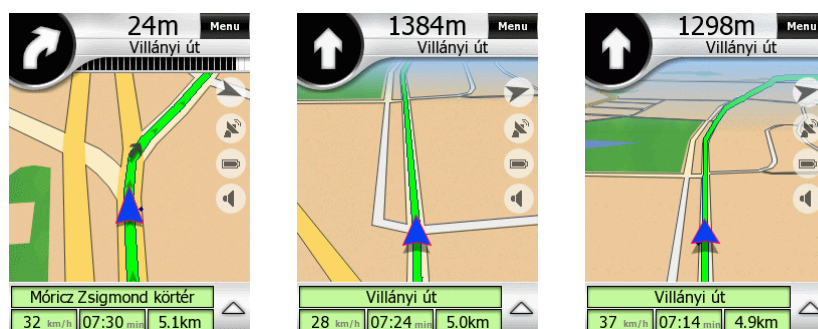 24m Menu
Villányi út
Móricz Zsigmond körtér
32 km/h 07:30 min 5.1km
1384m Menu
Villányi út
Villányi út
28 km/h 07:24 min 5.0km
1298m Menu
Villányi út
Villányi út
37 km/h 07:14 min 4.9km